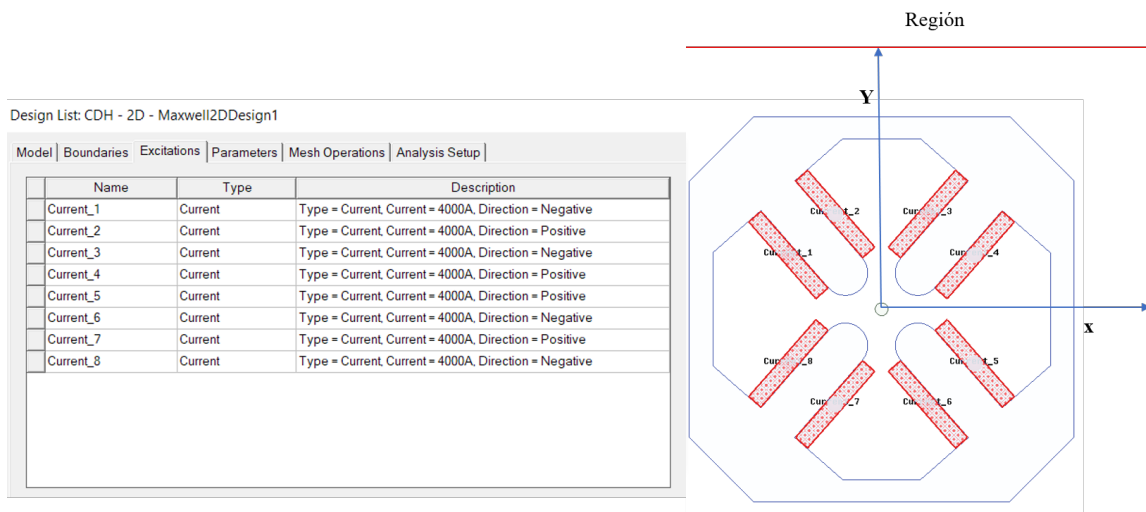 Región
Y
x
Design List: CDH - 2D - Maxwell2DDesign1
Model Boundaries Excitations Parameters Mesh Operations Analysis Setup
Name Type Description
Current_1 Current Type = Current, Current = 4000A, Direction = Negative
Current_2 Current Type = Current, Current = 4000A, Direction = Positive
Current_3 Current Type = Current, Current = 4000A, Direction = Negative
Current_4 Current Type = Current, Current = 4000A, Direction = Positive
Current_5 Current Type = Current, Current = 4000A, Direction = Positive
Current_6 Current Type = Current, Current = 4000A, Direction = Negative
Current_7 Current Type = Current, Current = 4000A, Direction = Positive
Current_8 Current Type = Current, Current = 4000A, Direction = Negative